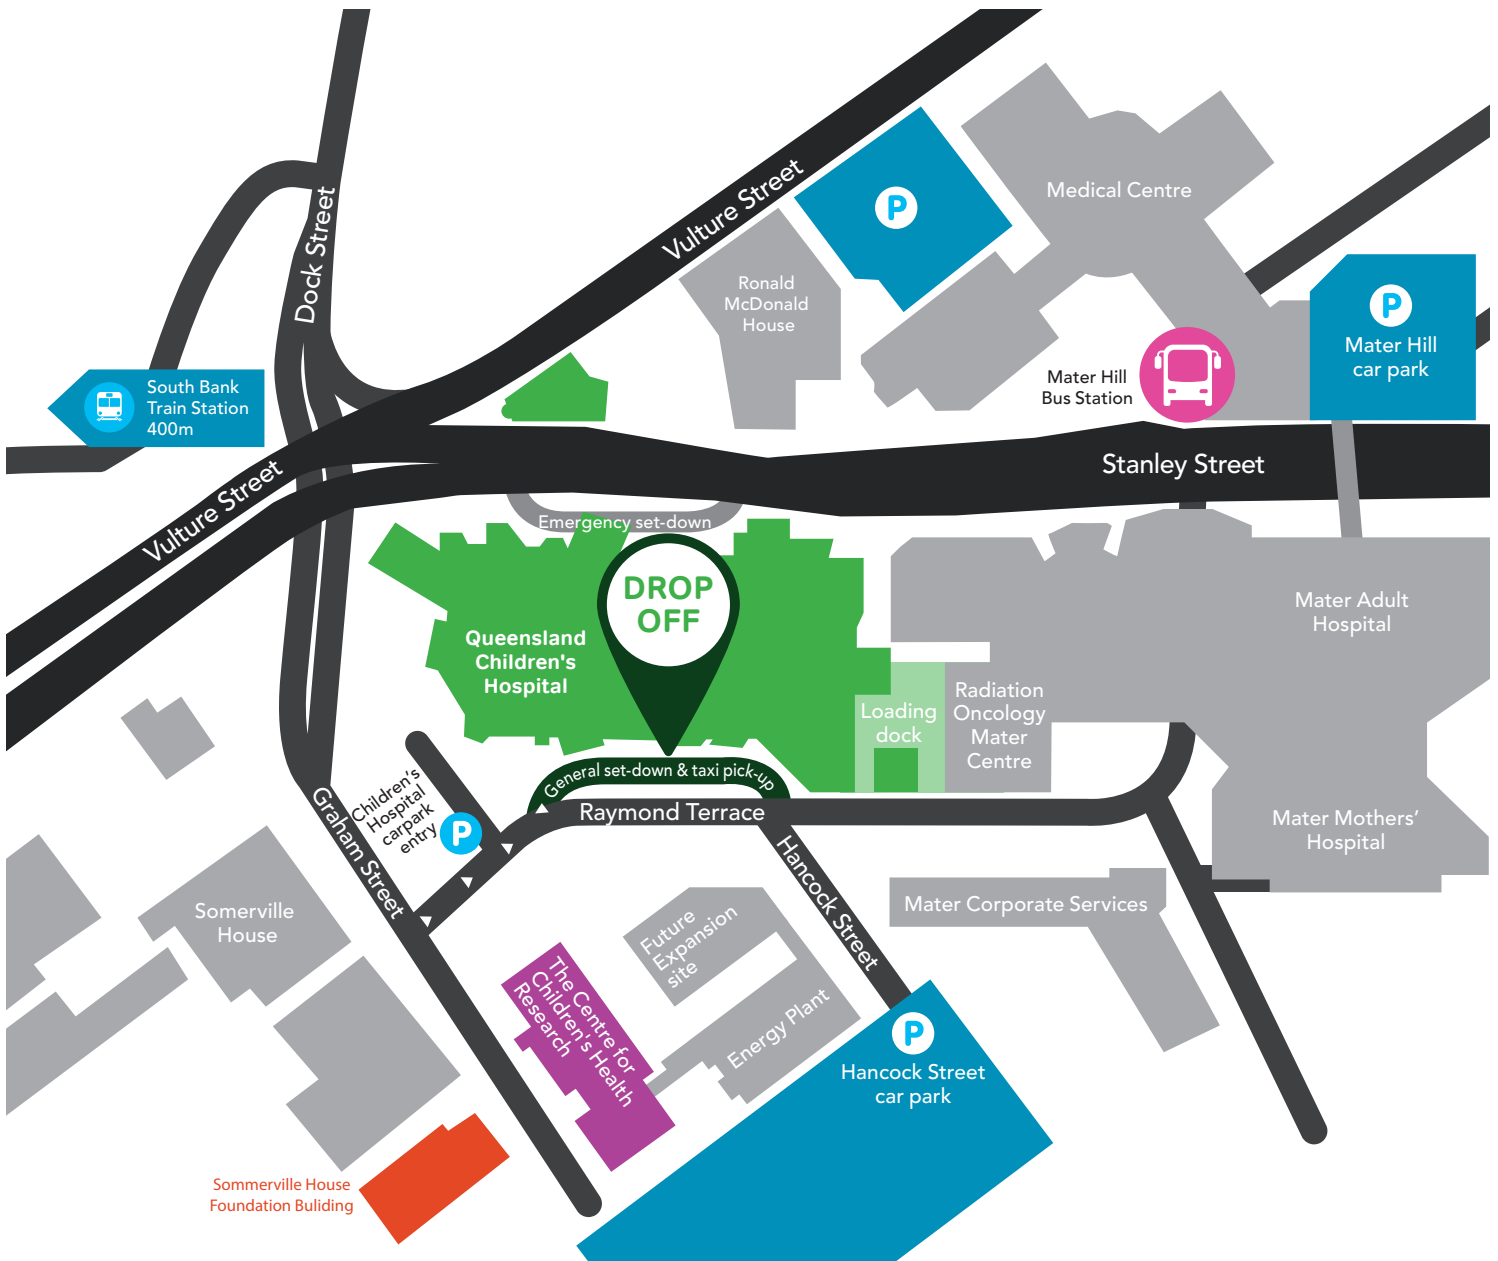 Vulture Street
Dock Street
P
Medical Centre
Ronald
McDonald
House
P
Mater Hill
car park
Mater Hill
Bus Station
South Bank
Train Station
400m
Stanley Street
Vulture Street
Emergency set-down
DROP
OFF
Queensland
Children's
Hospital
Mater Adult
Hospital
Loading
dock
Radiation
Oncology
Mater
Centre
General set-down & taxi pick-up
Raymond Terrace
Children's
Hospital
carpark
entry
P
Graham Street
Hancock Street
Mater Mothers'
Hospital
Mater Corporate Services
Somerville
House
Future
Expansion
site
The Centre for
Children's Health
Research
Energy Plant
P
Hancock Street
car park
Sommerville House
Foundation Buliding